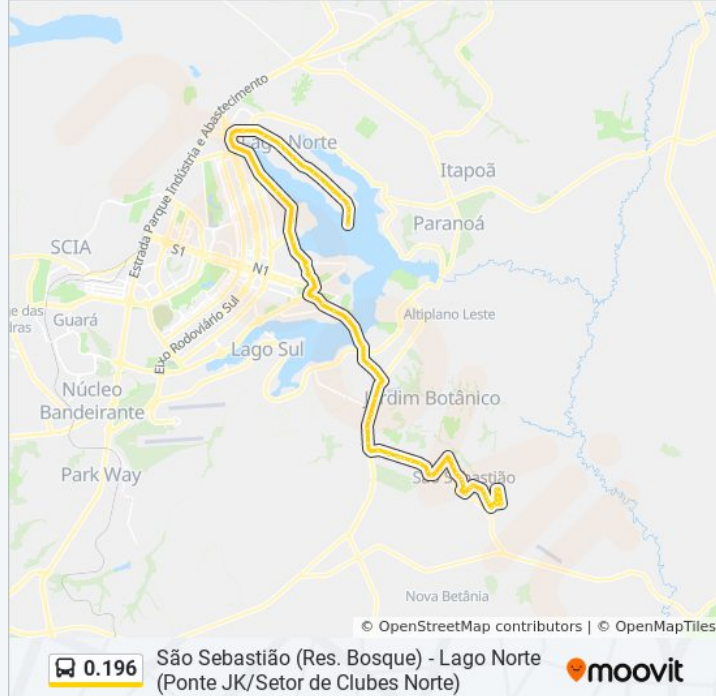 Estrada Parque Indústria e Abastecimento
Lago Norte
Itapoã
Paranoá
SCIA
S1
N1
Guará
Eixo Rodoviário Sul
Altiplano Leste
Lago Sul
Núcleo
Bandeirante
Jardim Botânico
Park Way
São Sebastião
Nova Betânia
© OpenStreetMap contributors | © OpenMapTiles
0.196
São Sebastião (Res. Bosque) - Lago Norte
(Ponte JK/Setor de Clubes Norte)
moovit